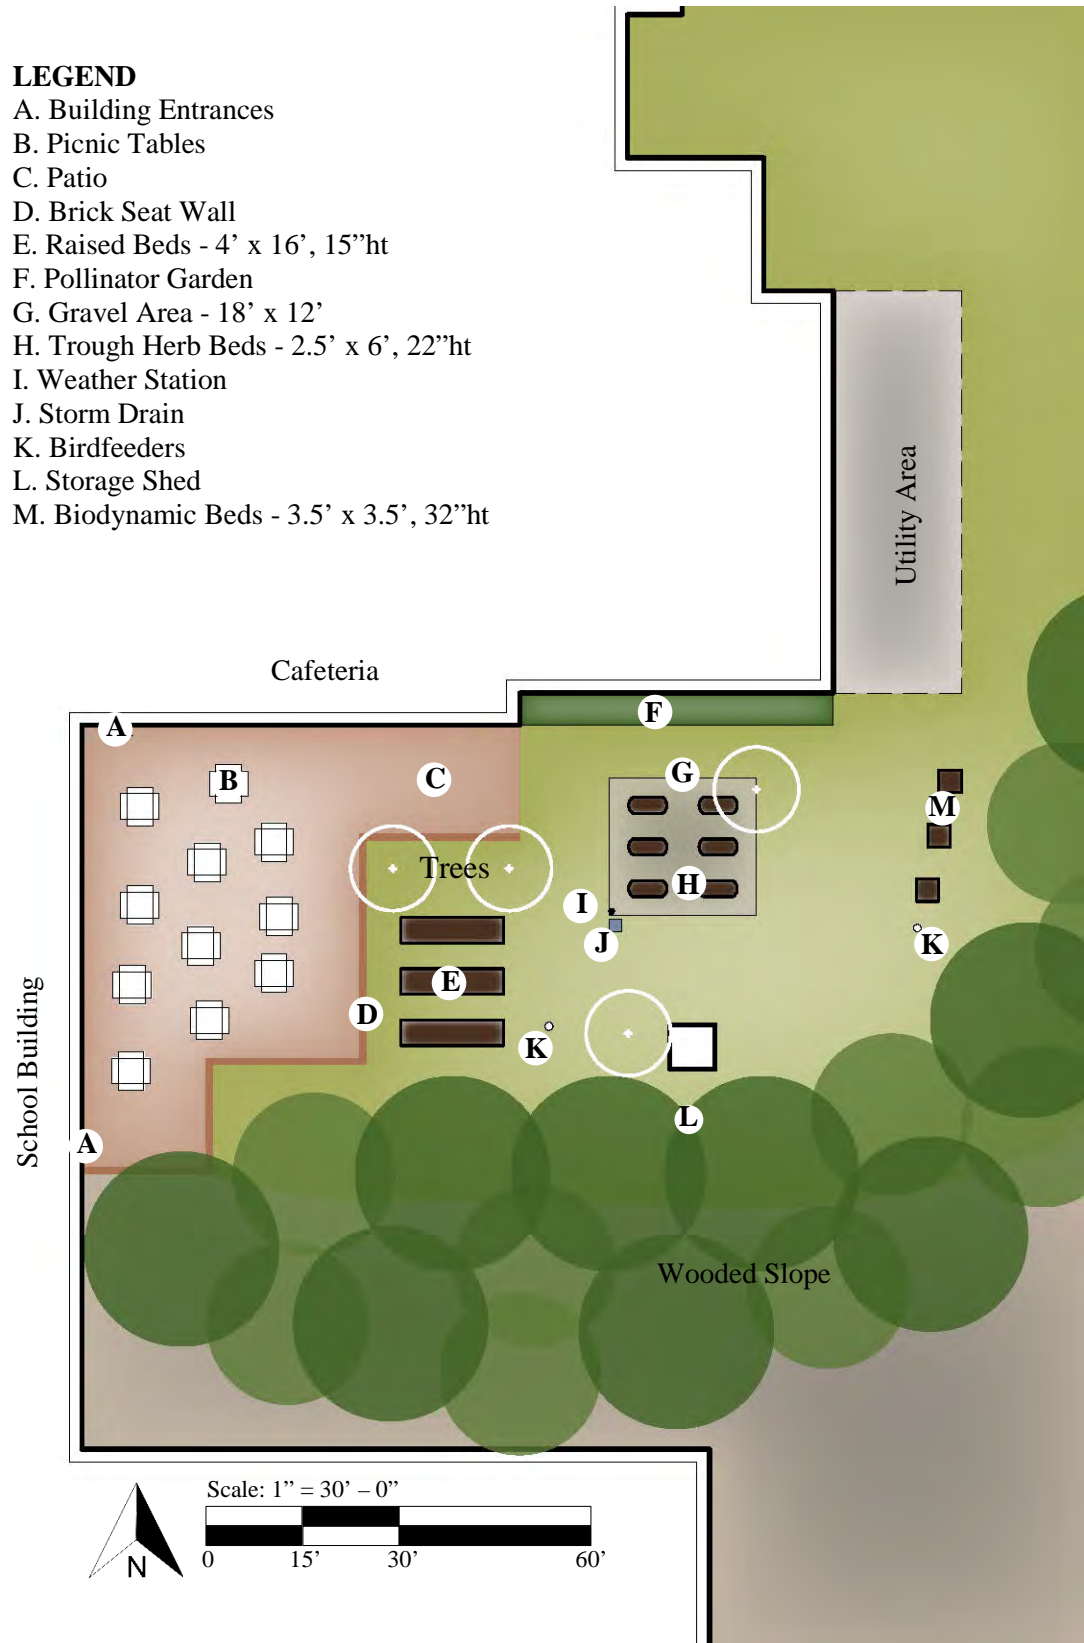 LEGEND
A. Building Entrances
B. Picnic Tables
C. Patio
D. Brick Seat Wall
E. Raised Beds - 4’ x 16’, 15”ht
F. Pollinator Garden
G. Gravel Area - 18’ x 12’
H. Trough Herb Beds - 2.5’ x 6’, 22”ht
I. Weather Station
J. Storm Drain
K. Birdfeeders
L. Storage Shed
M. Biodynamic Beds - 3.5’ x 3.5’, 32”ht
Utility Area
Cafeteria
F
A
G
B
C
M
Trees
H
I
J
K
E
D
K
School Building
L
A
Wooded Slope
Scale: 1” = 30’ – 0”
N
0 15’ 30’ 60’